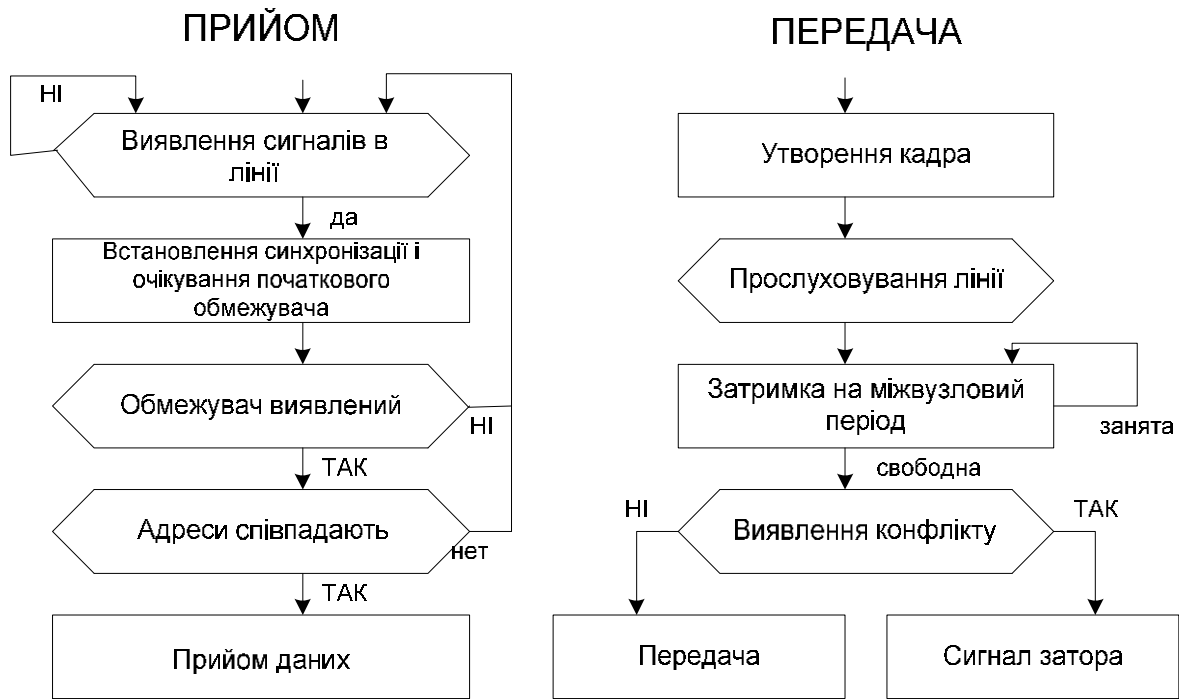 ПРИЙОМ
НІ
Виявлення сигналів в
лінії
да
Встановлення синхронізації і
очікування початкового
обмежувача
Обмежувач виявлений
НІ
ТАК
Адреси співпадають
нет
ТАК
Прийом даних
ПЕРЕДАЧА
Утворення кадра
Прослуховування лінії
Затримка на міжвузловий
період
занята
свободна
НІ
Виявлення конфлікту
ТАК
Передача
Сигнал затора